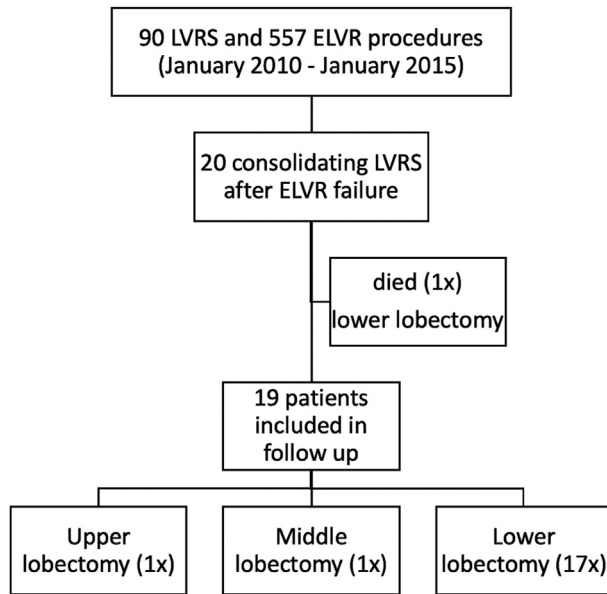 90 LVRS and 557 ELVR procedures
(January 2010 - January 2015)
20 consolidating LVRS
after ELVR failure
died (1x)
lower lobectomy
19 patients
included in
follow up
Upper
lobectomy (1x)
Middle
lobectomy (1x)
Lower
lobectomy (17x)